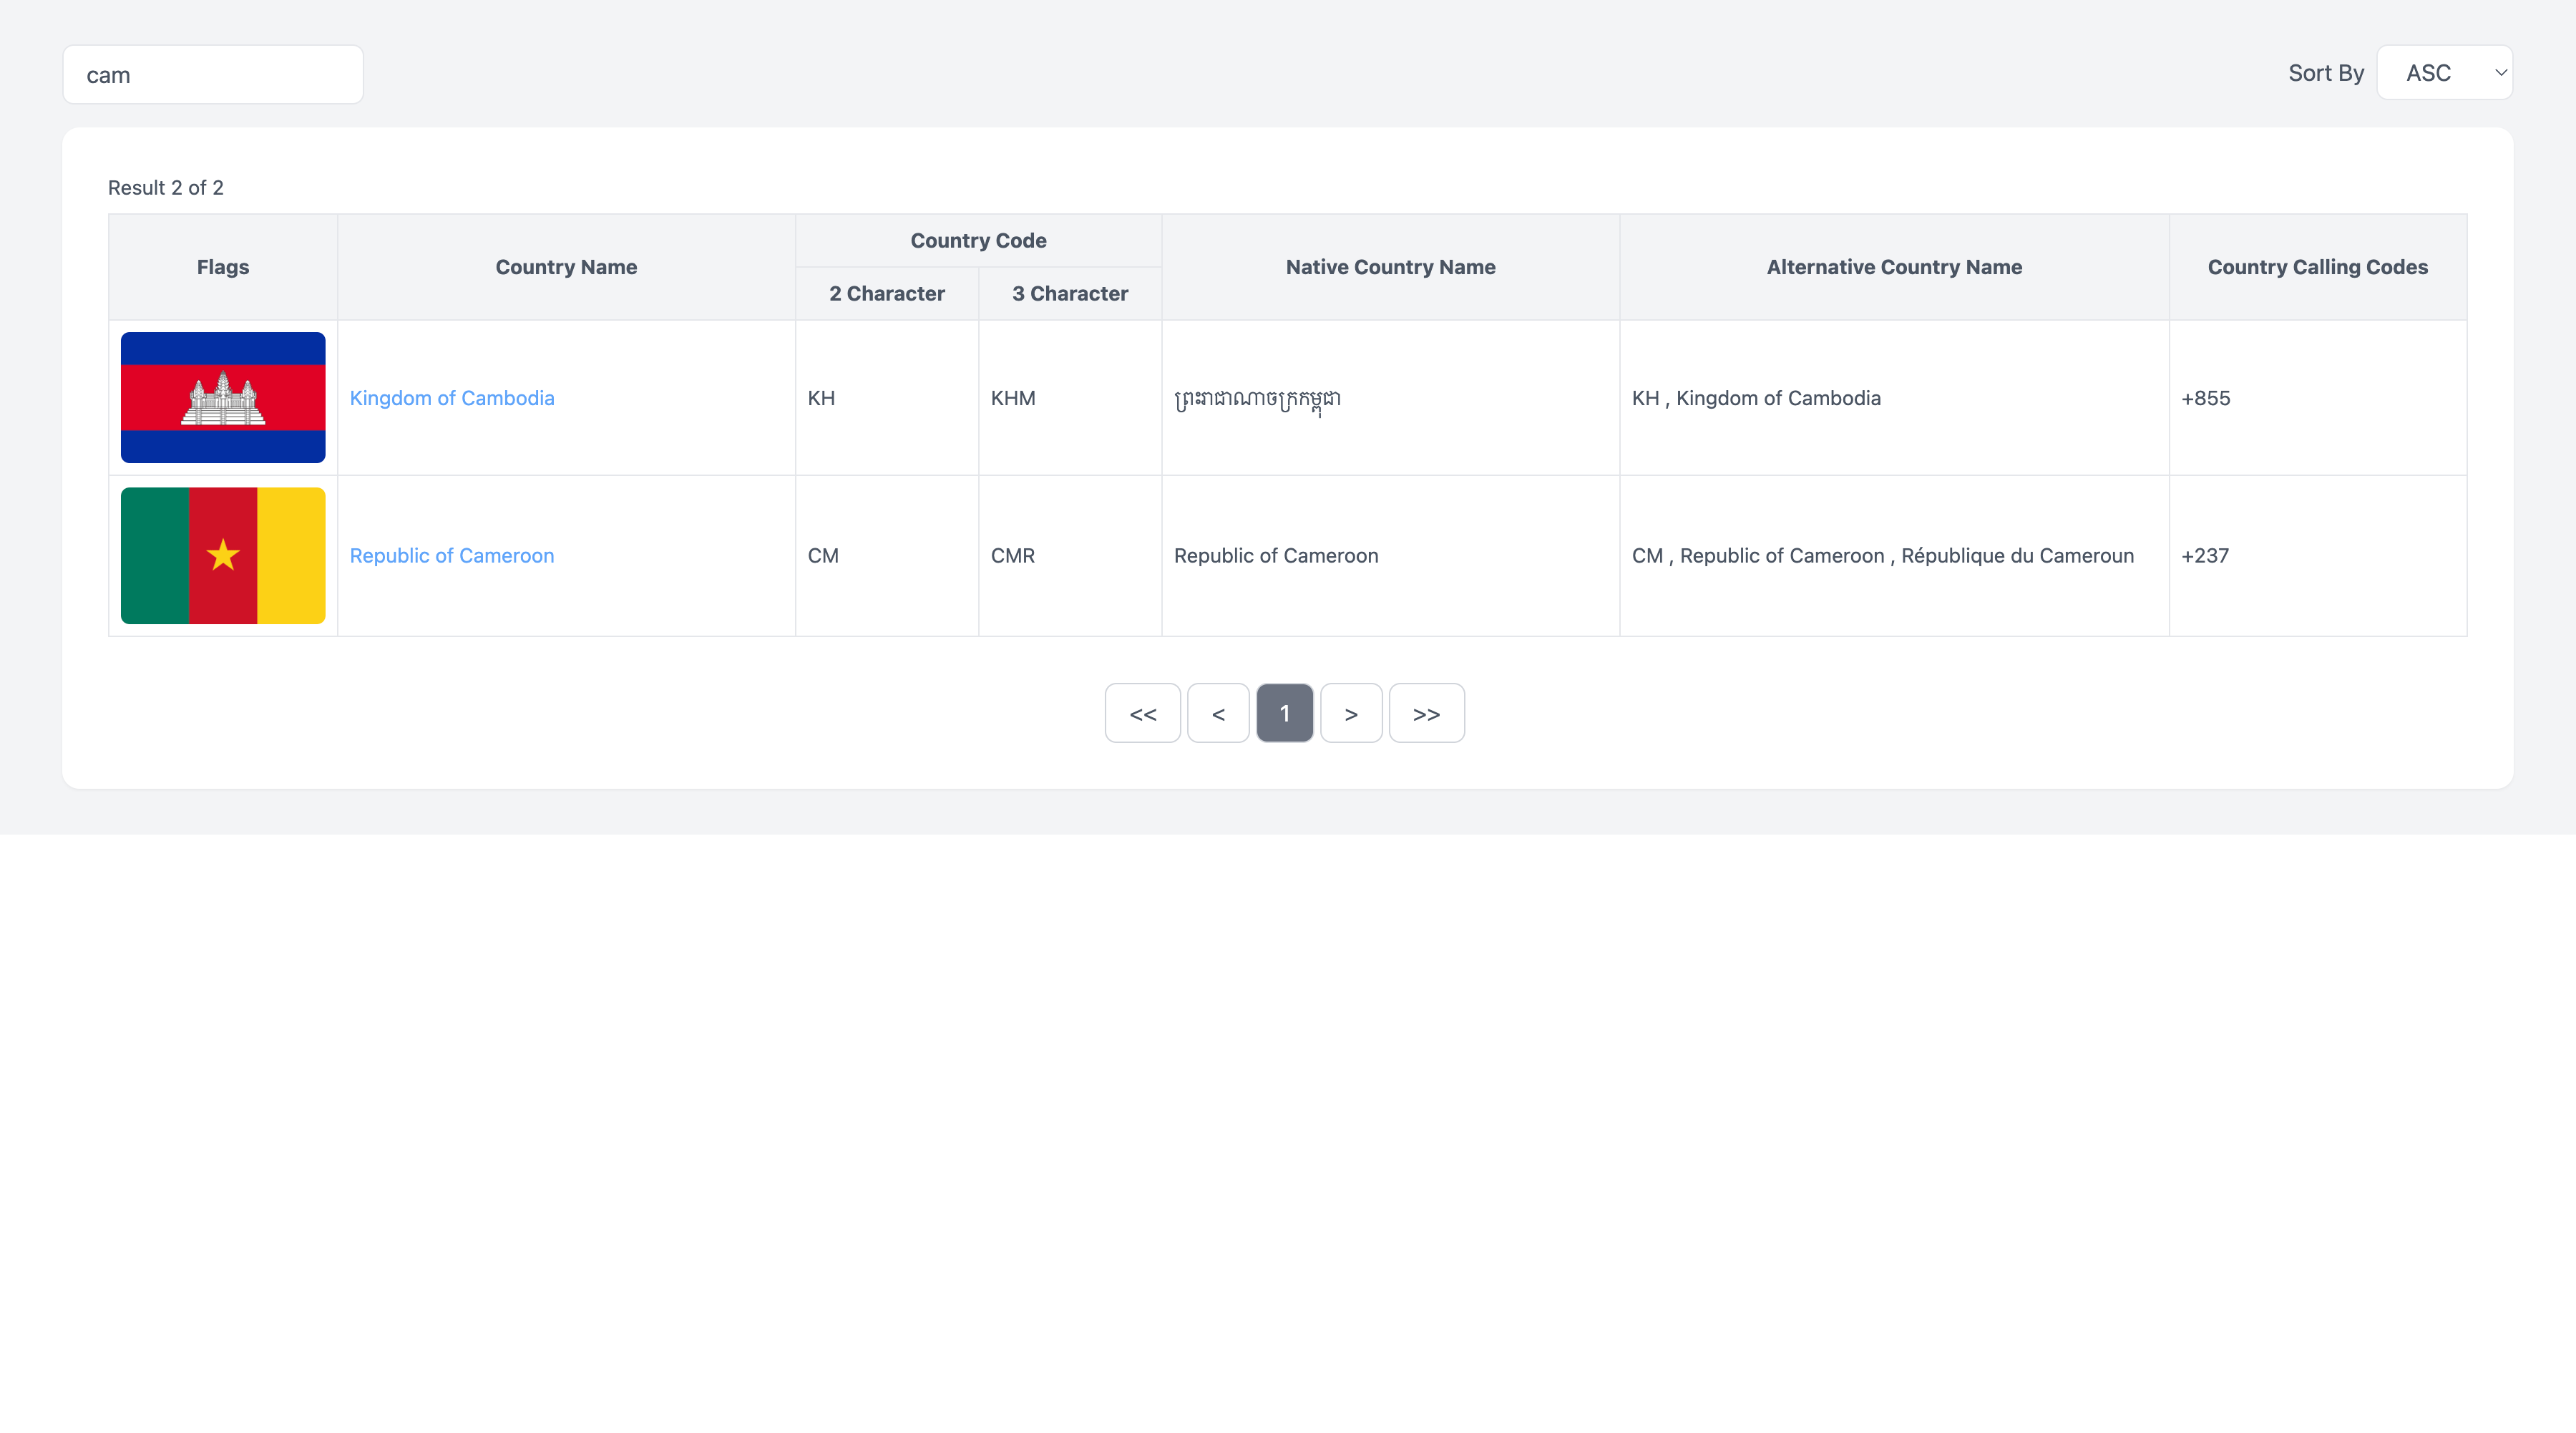 cam
Sort By ASC
Result 2 of 2
Flags Country Name Country Code Native Country Name Alternative Country Name Country Calling Codes
2 Character 3 Character
Kingdom of Cambodia KH KHM ព្រះរាជាណាចក្រកម្ពុជា KH , Kingdom of Cambodia +855
Republic of Cameroon CM CMR Republic of Cameroon CM , Republic of Cameroon , République du Cameroun +237
<< < 1 > >>